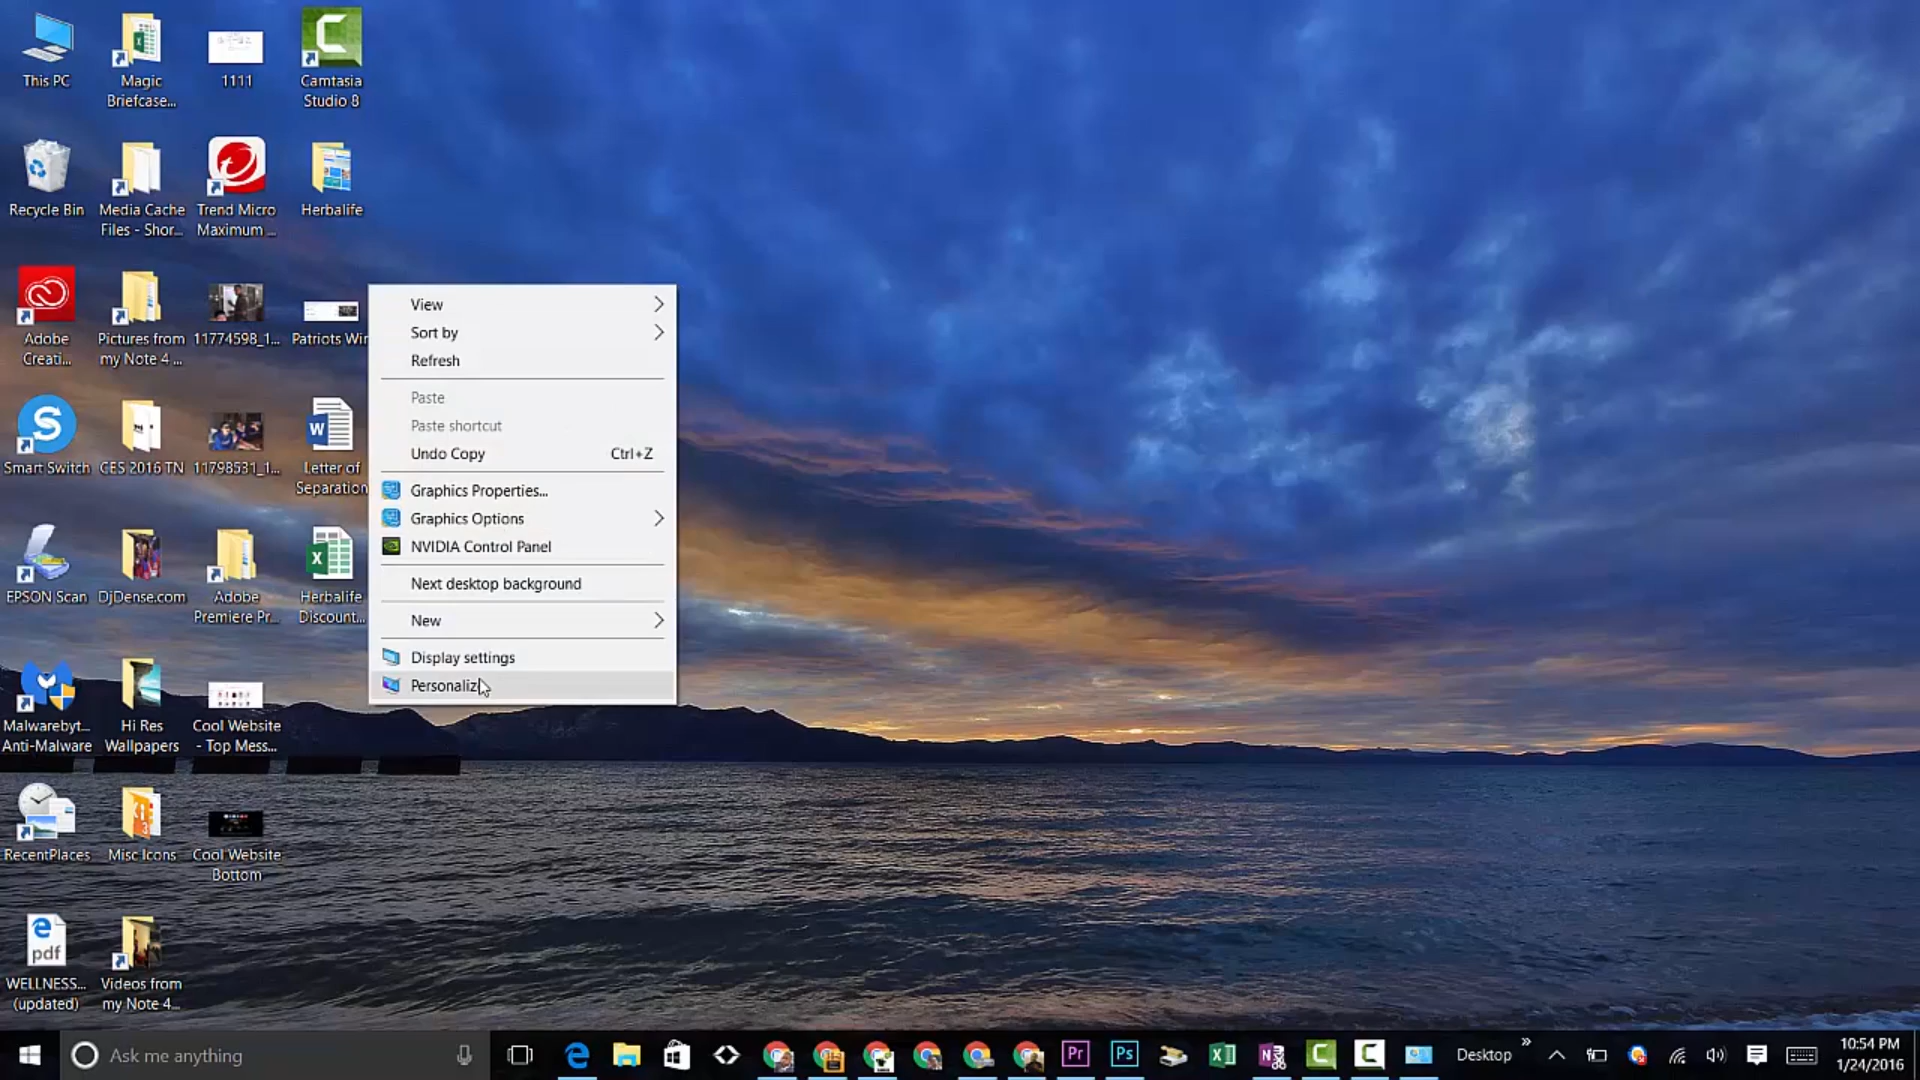 This PC
Magic
Briefcase...
1111
Camtasia
Studio 8
Recycle Bin
Media Cache
Files - Shor...
Trend Micro
Maximum ...
Herbalife
Adobe
Creati...
Pictures from
my Note 4 ...
11774598_1...
Patriots Wir
Smart Switch
CES 2016 TN
11798531_1...
Letter of
Separation
EPSON Scan
DjDense.com
Adobe
Premiere Pr...
Herbalife
Discount...
Malwarebyt...
Anti-Malware
Hi Res
Wallpapers
Cool Website
- Top Mess...
RecentPlaces
Misc Icons
Cool Website
Bottom
pdf
WELLNESS...
(updated)
Videos from
my Note 4...
View
Sort by
Refresh
Paste
Paste shortcut
Undo Copy Ctrl+Z
Graphics Properties...
Graphics Options
NVIDIA Control Panel
Next desktop background
New
Display settings
Personaliz
Ask me anything
Pr
Ps
Desktop
10:54 PM
1/24/2016